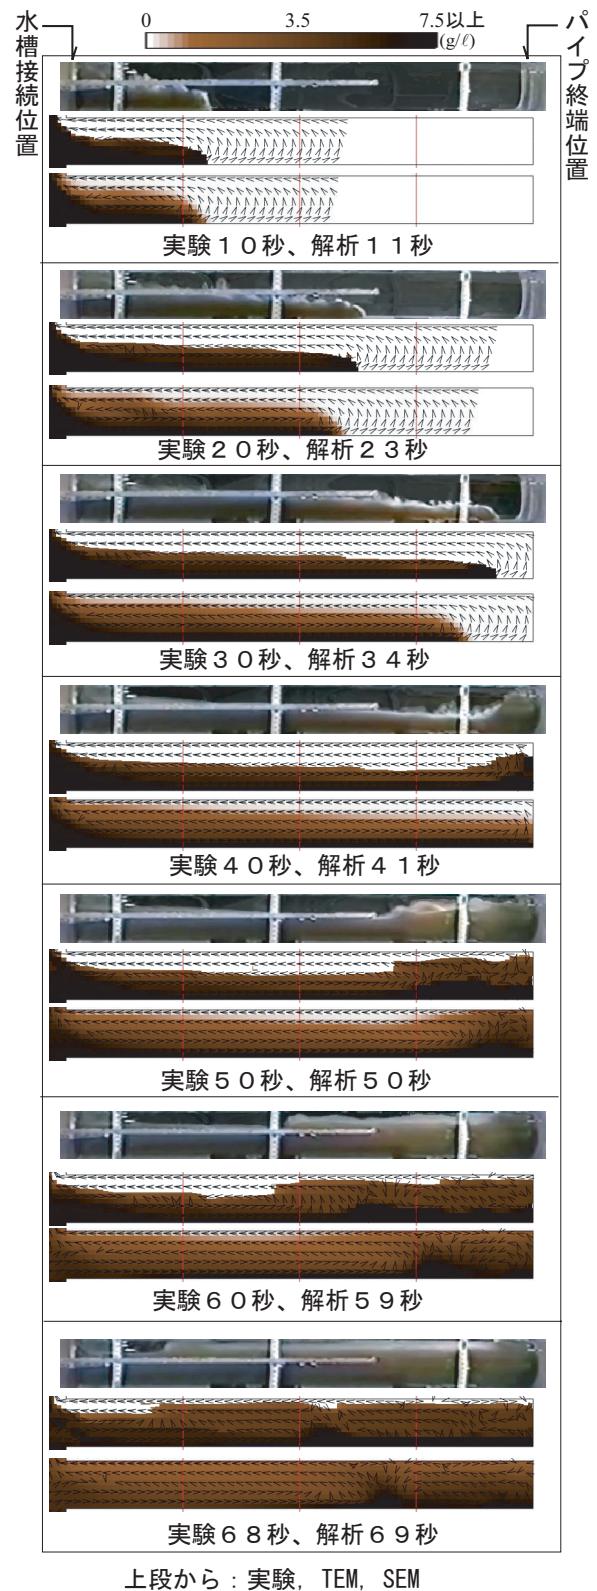 水槽接続位置
0 3.5 7.5以上
(g/ℓ)
パイプ終端位置
実験１０秒、解析１１秒
実験２０秒、解析２３秒
実験３０秒、解析３４秒
実験４０秒、解析４１秒
実験５０秒、解析５０秒
実験６０秒、解析５９秒
実験６８秒、解析６９秒
上段から：実験, TEM, SEM